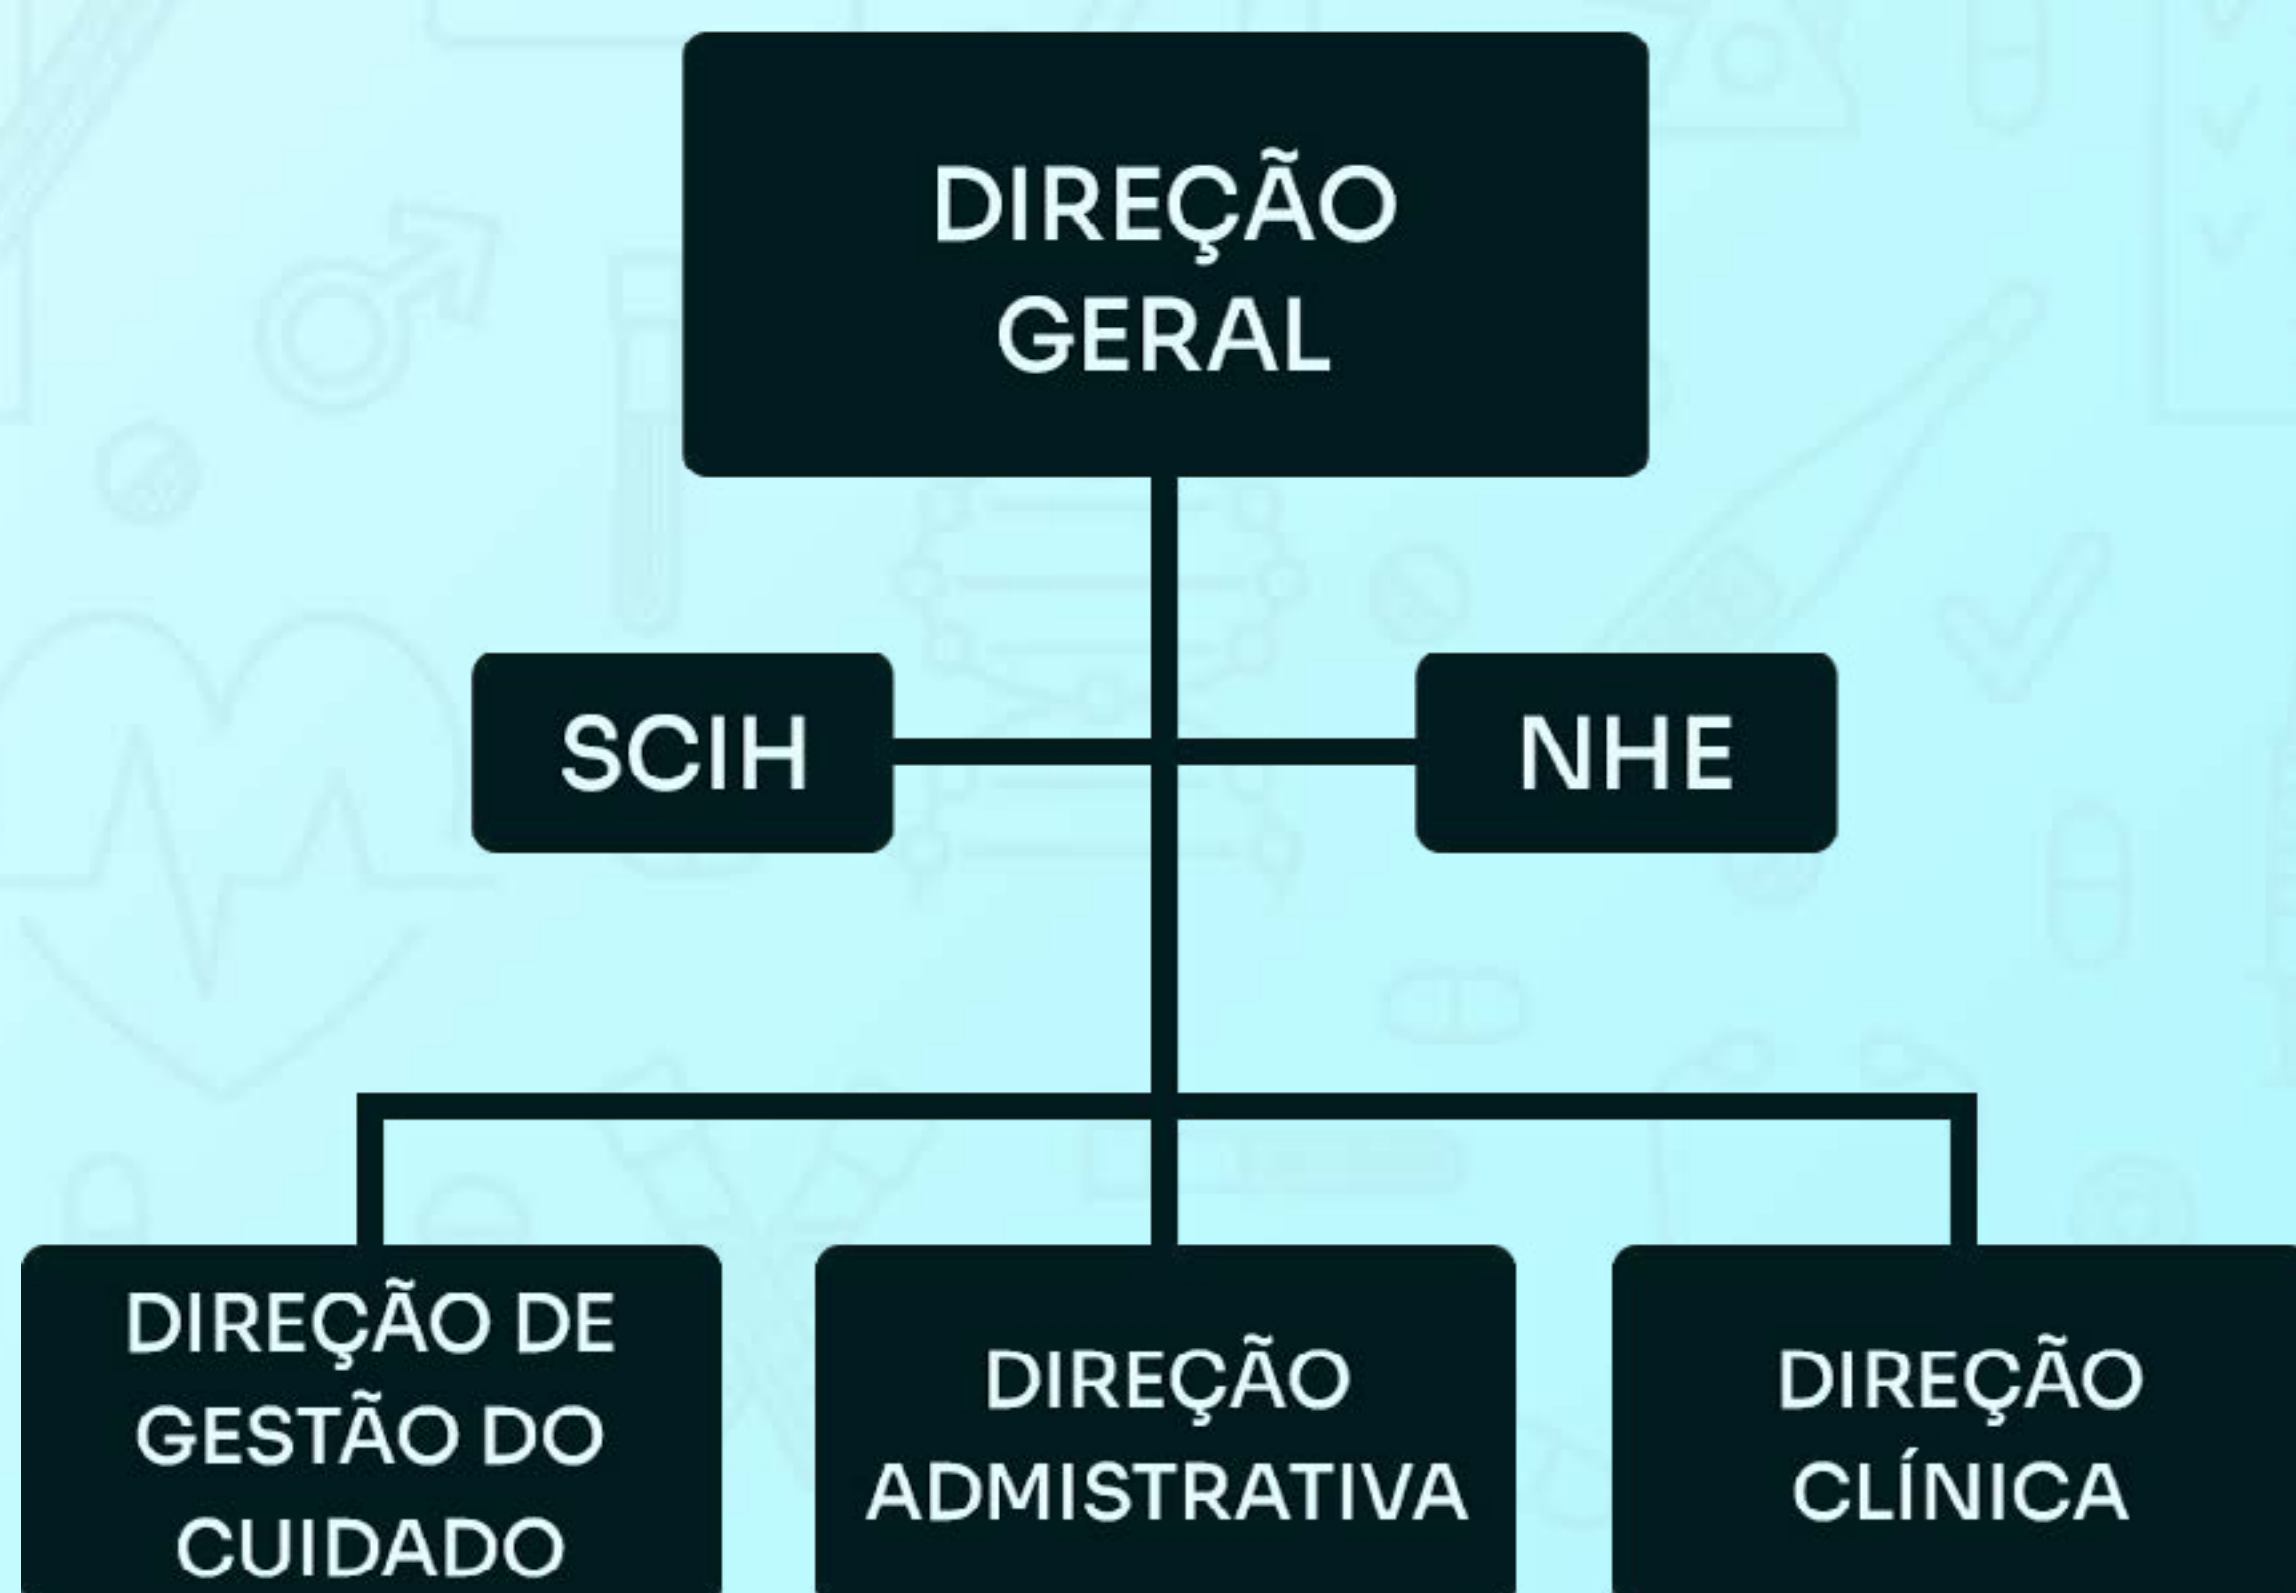 DIREÇÃO
GERAL
SCIH
NHE
DIREÇÃO DE
GESTÃO DO
CUIDADO
DIREÇÃO
ADMISTRATIVA
DIREÇÃO
CLÍNICA